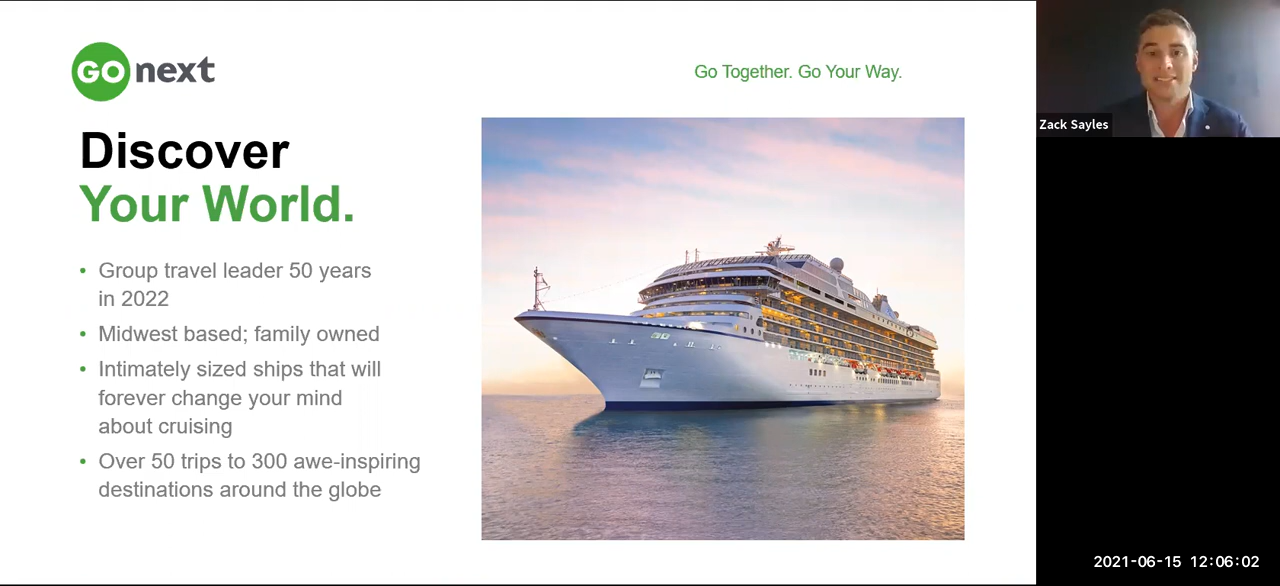 GO next
Go Together. Go Your Way.
Discover
Your World.
• Group travel leader 50 years
in 2022
• Midwest based; family owned
• Intimately sized ships that will
forever change your mind
about cruising
• Over 50 trips to 300 awe-inspiring
destinations around the globe
Zack Sayles
2021-06-15 12:06:02